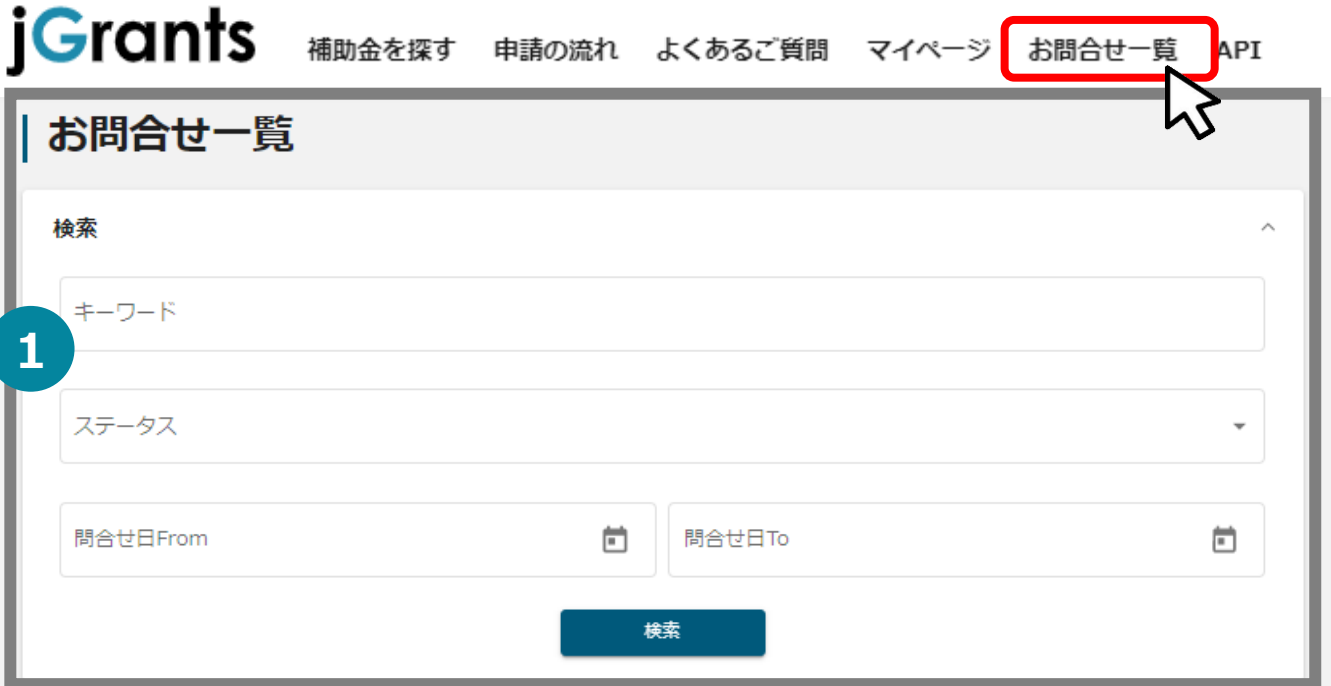 jGrants 補助金を探す 申請の流れ よくあるご質問 マイページ お問合せ一覧 API
お問合せ一覧
検索
キーワード
1
ステータス
問合せ日From 問合せ日To
検索